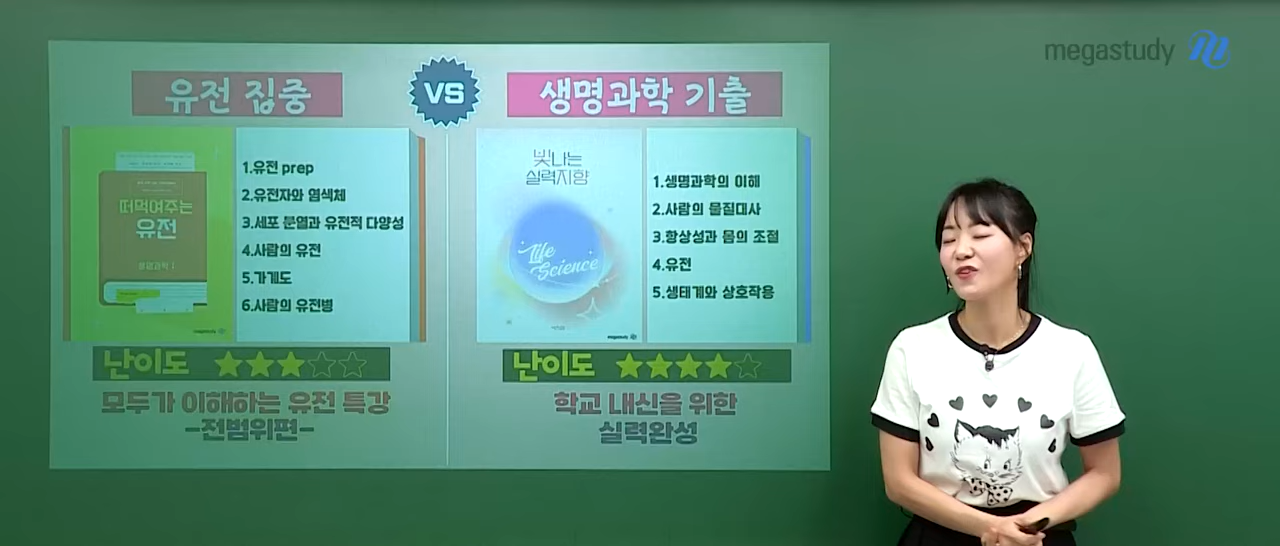 megastudy
유전 집중
VS
생명과학 기출
떠먹여주는
유전
생명과학 I
1.유전 prep
2.유전자와 염색체
3.세포 분열과 유전적 다양성
4.사람의 유전
5.가계도
6.사람의 유전병
megastudy
빛나는
실력지향
Life
Science
megastudy
1.생명과학의 이해
2.사람의 물질대사
3.항상성과 몸의 조절
4.유전
5.생태계와 상호작용
난이도 ★★★☆☆
모두가 이해하는 유전 특강
-전범위편-
난이도 ★★★★☆
학교 내신을 위한
실력완성